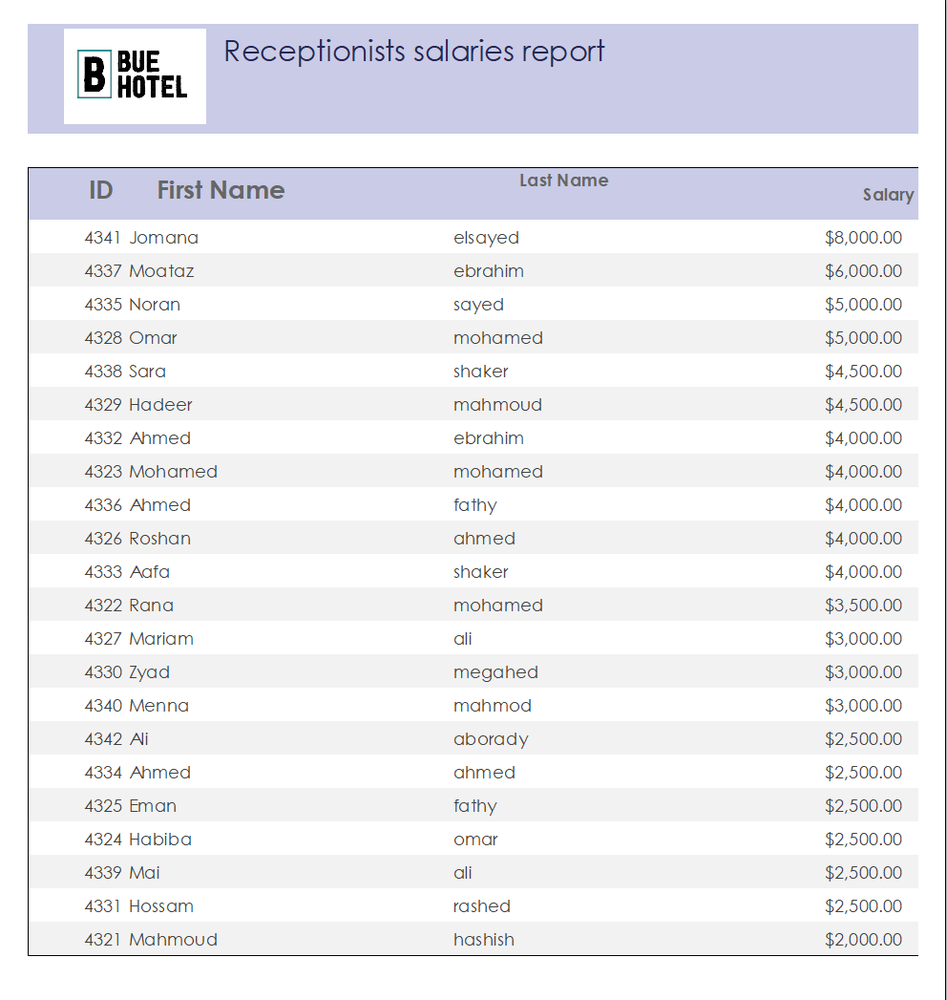 B BUE HOTEL
Receptionists salaries report
ID First Name Last Name Salary
4341 Jomana elsayed $8,000.00
4337 Moataz ebrahim $6,000.00
4335 Noran sayed $5,000.00
4328 Omar mohamed $5,000.00
4338 Sara shaker $4,500.00
4329 Hadeer mahmoud $4,500.00
4332 Ahmed ebrahim $4,000.00
4323 Mohamed mohamed $4,000.00
4336 Ahmed fathy $4,000.00
4326 Roshan ahmed $4,000.00
4333 Aafa shaker $4,000.00
4322 Rana mohamed $3,500.00
4327 Mariam ali $3,000.00
4330 Zyad megahed $3,000.00
4340 Menna mahmod $3,000.00
4342 Ali aborady $2,500.00
4334 Ahmed ahmed $2,500.00
4325 Eman fathy $2,500.00
4324 Habiba omar $2,500.00
4339 Mai ali $2,500.00
4331 Hossam rashed $2,500.00
4321 Mahmoud hashish $2,000.00